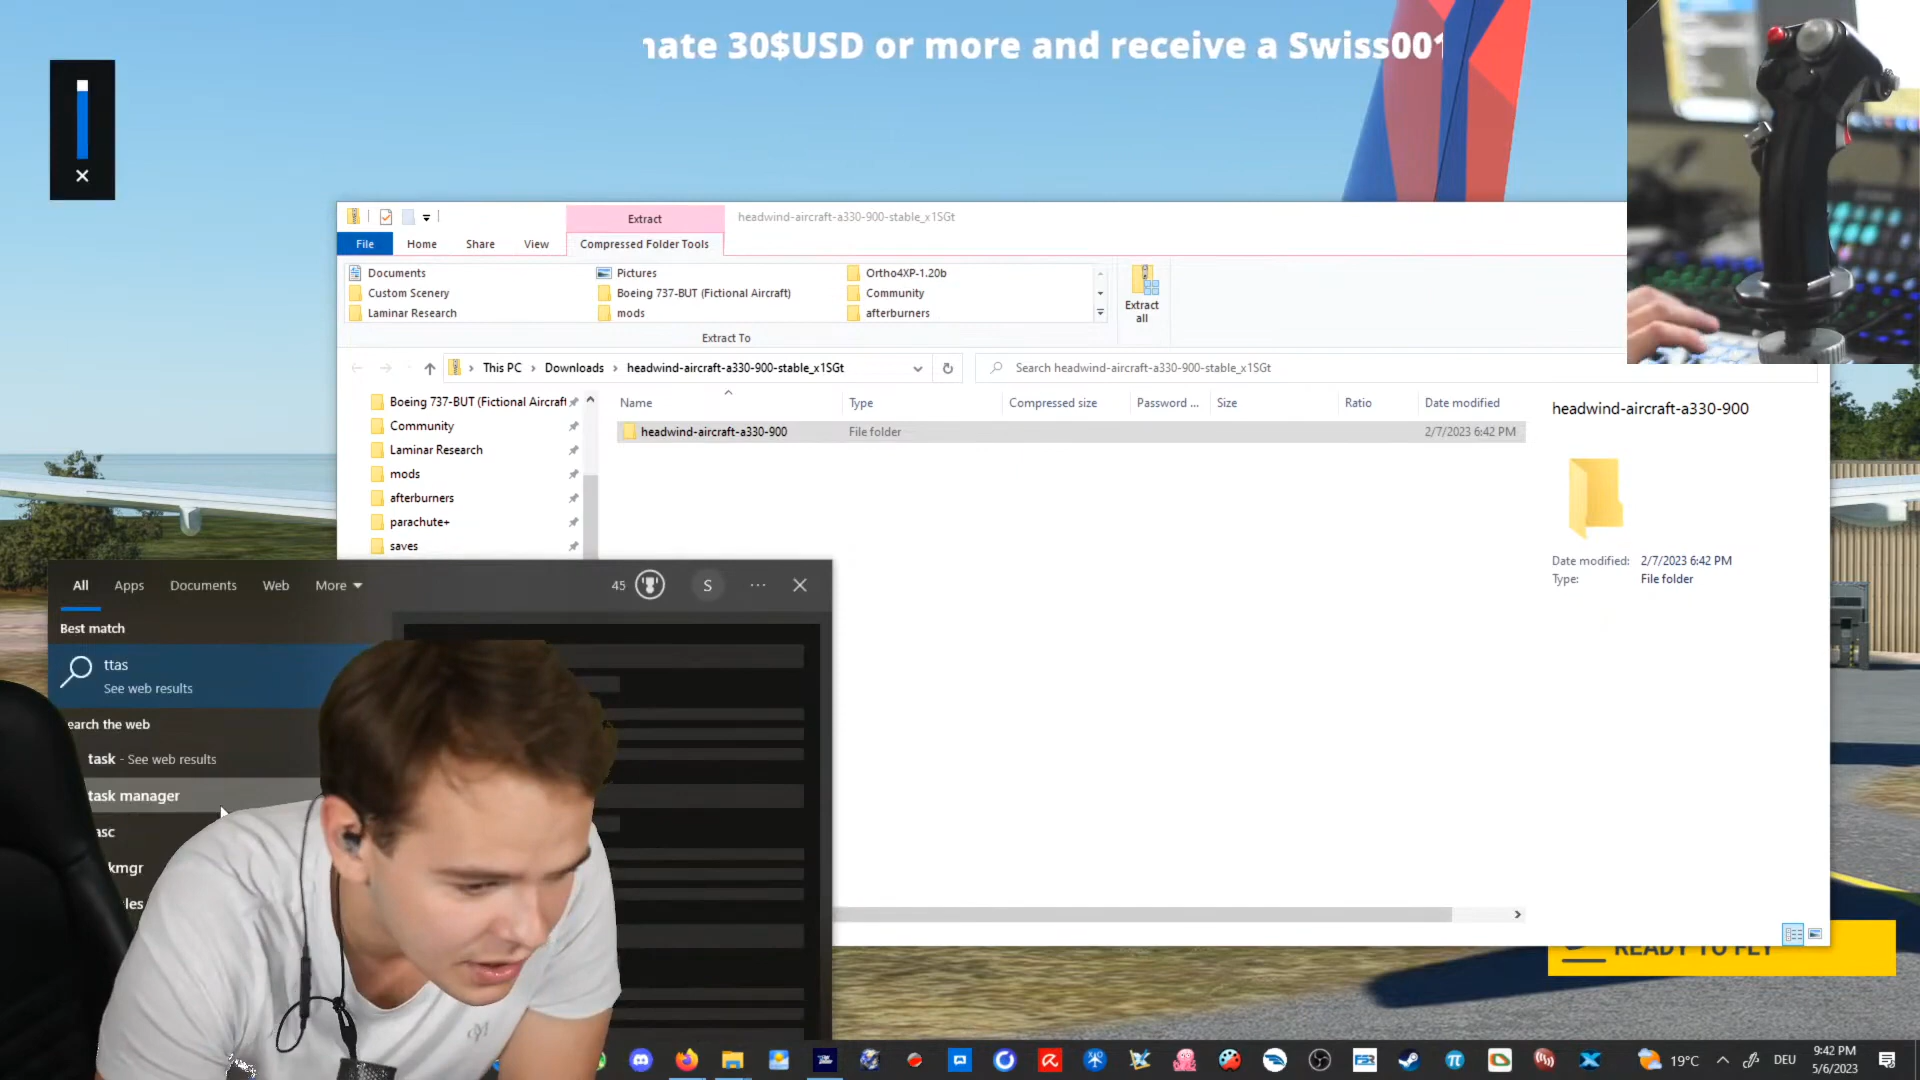 nate 30$USD or more and receive a Swiss001
Extract
headwind-aircraft-a330-900-stable_x1SGt
File
Home
Share
View
Compressed Folder Tools
Documents
Pictures
Ortho4XP-1.20b
Custom Scenery
Boeing 737-BUT (Fictional Aircraft)
Community
Laminar Research
mods
afterburners
Extract all
Extract To
This PC > Downloads > headwind-aircraft-a330-900-stable_x1SGt
Search headwind-aircraft-a330-900-stable_x1SGt
Name
Type
Compressed size
Password ...
Size
Ratio
Date modified
headwind-aircraft-a330-900
File folder
2/7/2023 6:42 PM
Boeing 737-BUT (Fictional Aircraft
Community
Laminar Research
mods
afterburners
parachute+
saves
headwind-aircraft-a330-900
Date modified: 2/7/2023 6:42 PM
Type: File folder
All
Apps
Documents
Web
More
45
S
Best match
ttas
See web results
earch the web
task - See web results
task manager
asc
kmgr
les
READY TO FLY
FSR
19°C
DEU
9:42 PM
5/6/2023